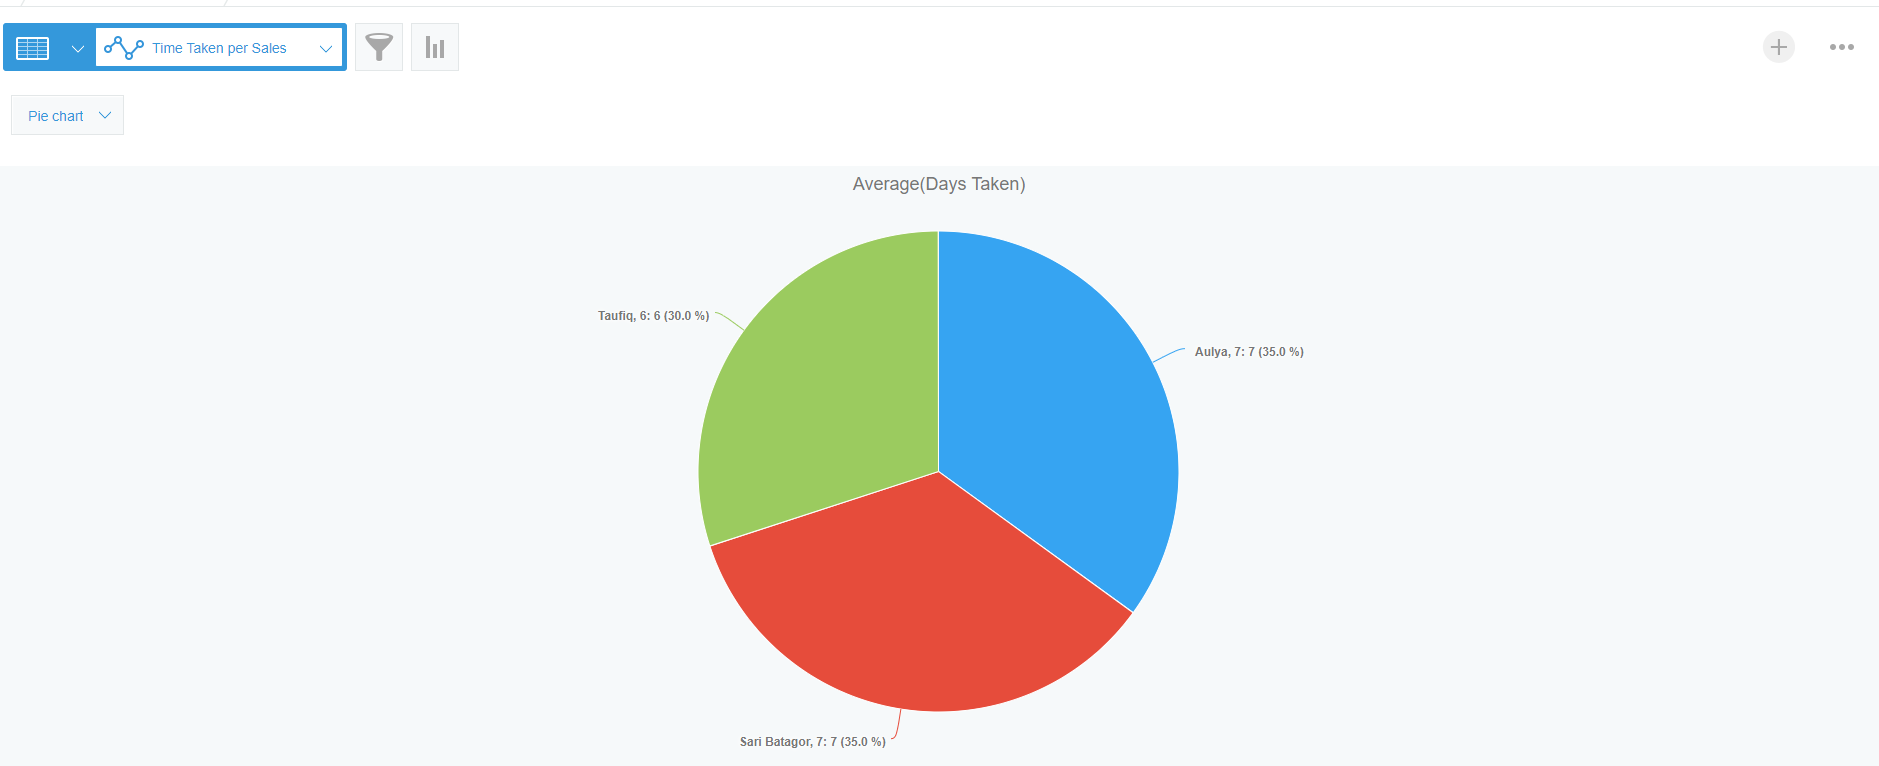 Time Taken per Sales
Pie chart
Average(Days Taken)
Taufiq, 6: 6 (30.0 %)
Aulya, 7: 7 (35.0 %)
Sari Batagor, 7: 7 (35.0 %)